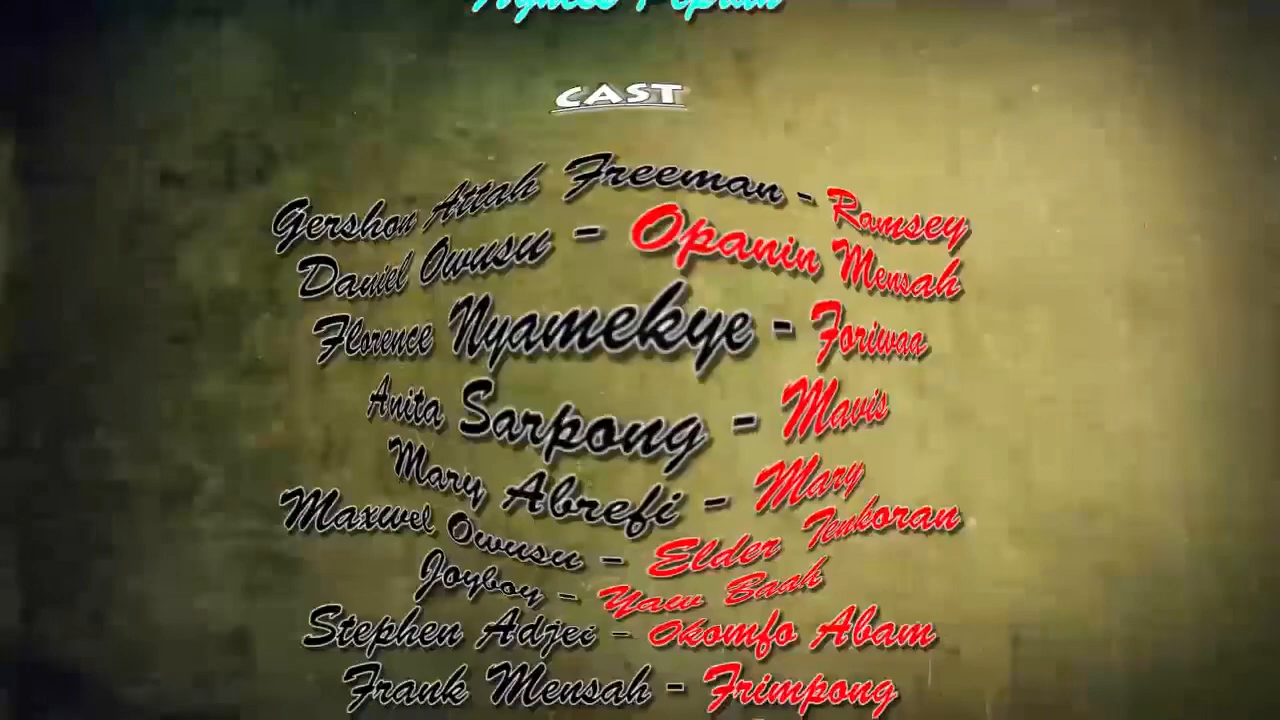 CAST
Gershon Attah Freeman - Ramsey
Daniel Owusu - Opanin Mensah
Florence Nyamekye - Foriwaa
Anita Sarpong - Mavis
Mary Abrefi - Mary
Maxwel Owusu - Elder Tenkoran
Joyboy - Yaw Baah
Stephen Adjei - Okomfo Abam
Frank Mensah - Frimpong